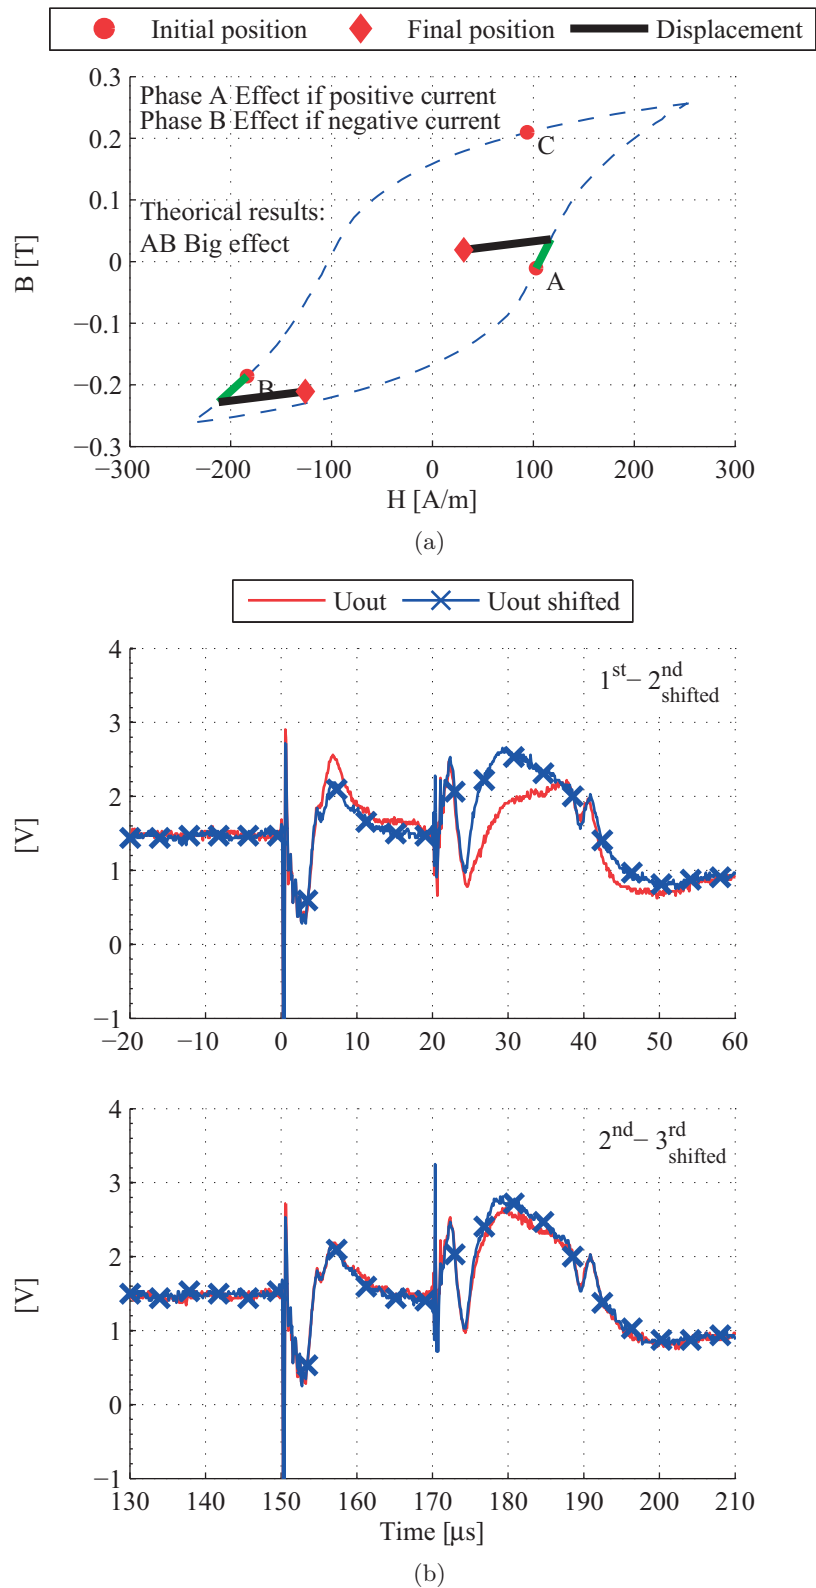 Initial position Final position Displacement
0.3
Phase A Effect if positive current
Phase B Effect if negative current
0.2
C
0.1
Theorical results:
AB Big effect
B [T]
0
A
−0.1
−0.2
B
−0.3
−300 −200 −100 0 100 200 300
H [A/m]
(a)
Uout Uout shifted
4
1st− 2nd shifted
3
2
[V]
1
0
−1
−20 −10 0 10 20 30 40 50 60
4
2nd− 3rd shifted
3
2
[V]
1
0
−1
130 140 150 160 170 180 190 200 210
Time [μs]
(b)